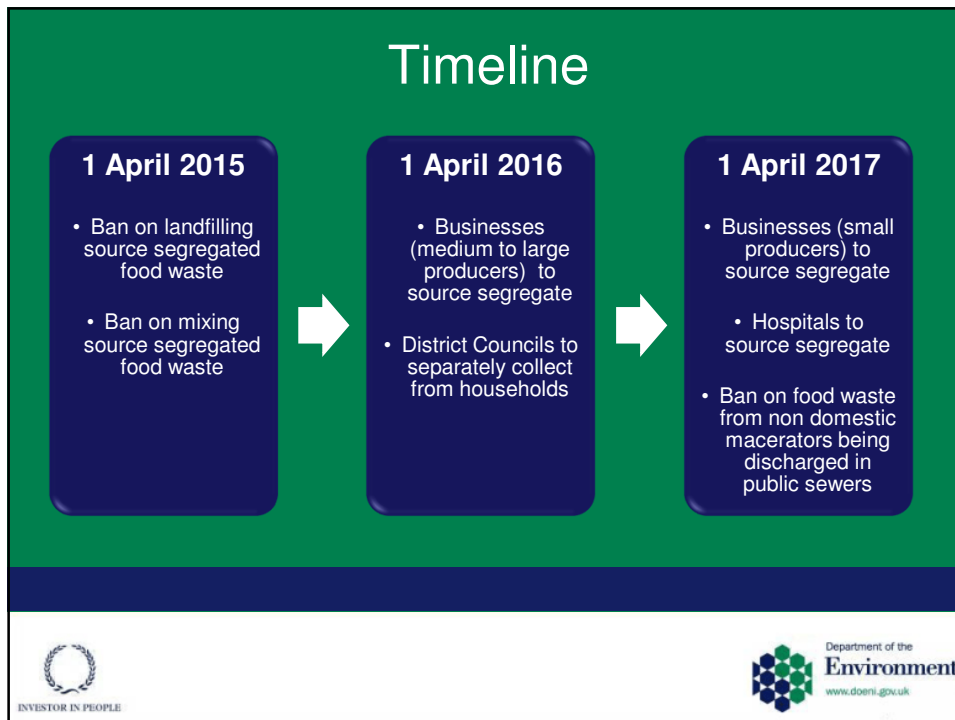 Timeline
1 April 2015
• Ban on landfilling
source segregated
food waste
• Ban on mixing
source segregated
food waste
1 April 2016
• Businesses
(medium to large
producers) to
source segregate
• District Councils to
separately collect
from households
1 April 2017
• Businesses (small
producers) to
source segregate
• Hospitals to
source segregate
• Ban on food waste
from non domestic
macerators being
discharged in
public sewers
INVESTOR IN PEOPLE
Department of the
Environment
www.doeni.gov.uk